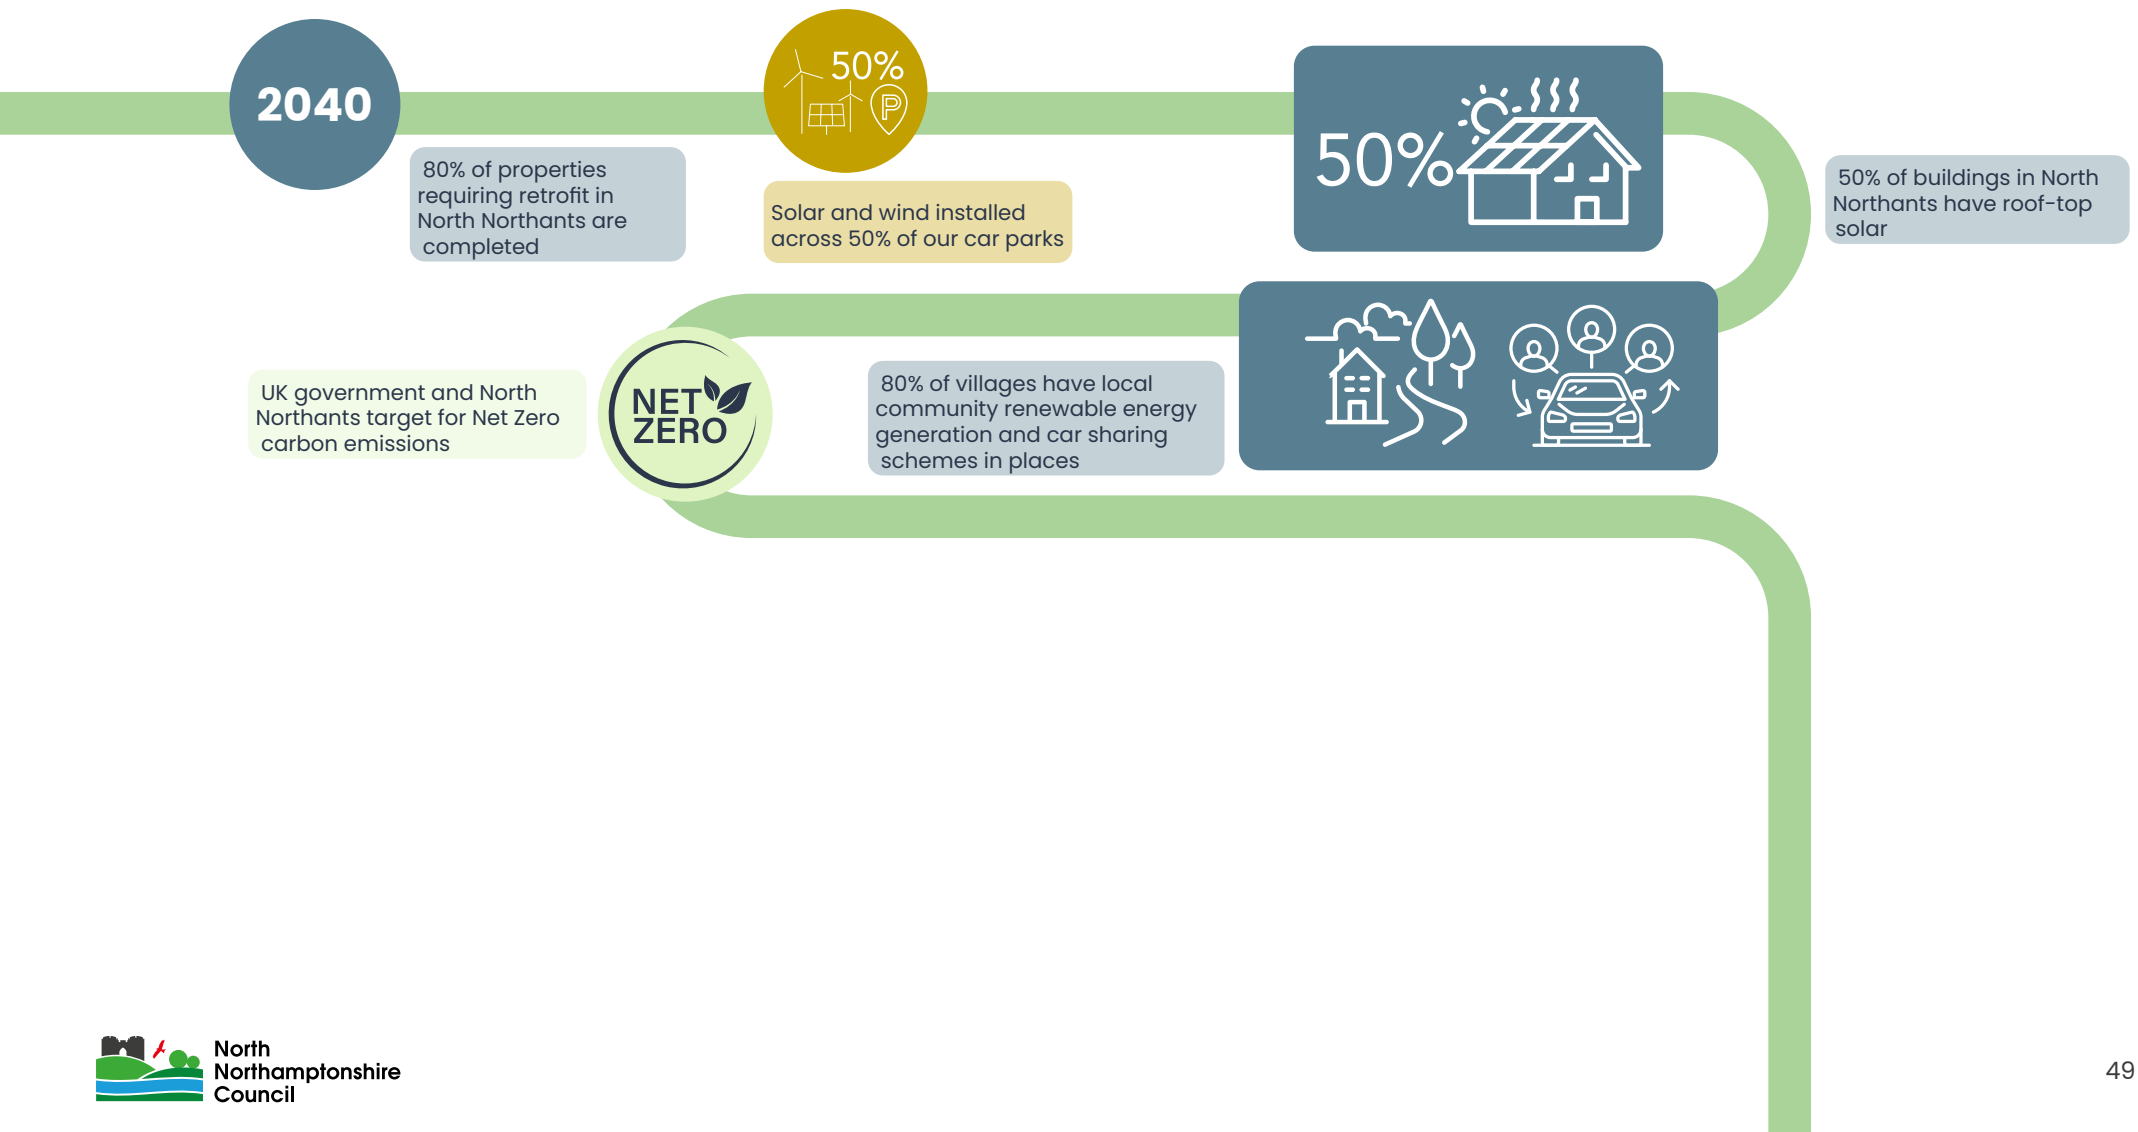 2040
80% of properties
requiring retrofit in
North Northants are
completed
50%
P
Solar and wind installed
across 50% of our car parks
50%
50% of buildings in North
Northants have roof-top
solar
80% of villages have local
community renewable energy
generation and car sharing
schemes in places
NET
ZERO
UK government and North
Northants target for Net Zero
carbon emissions
North
Northamptonshire
Council
49